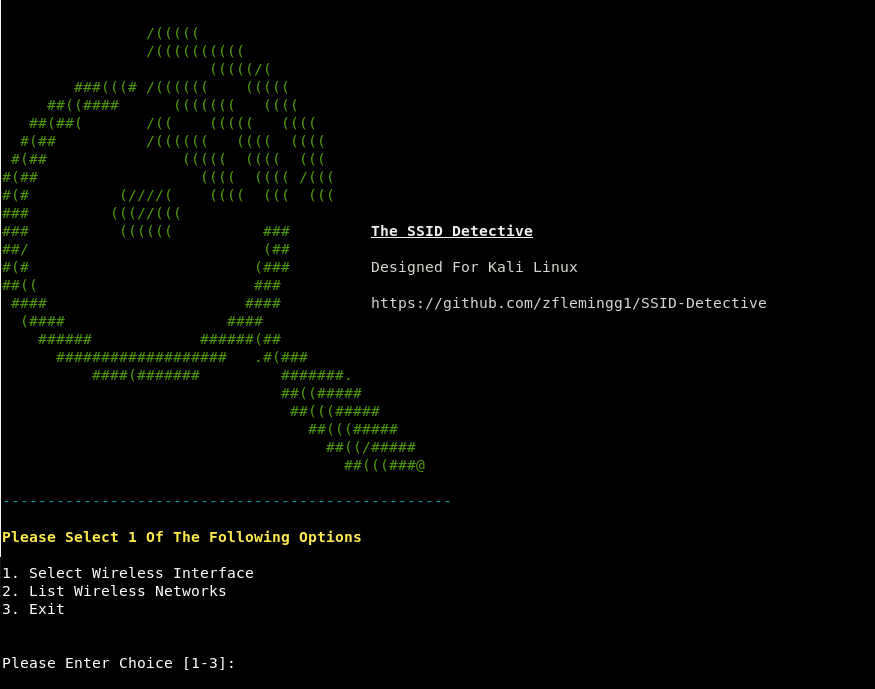 The SSID Detective
Designed For Kali Linux
https://github.com/zflemingg1/SSID-Detective
--------------------------------------------------
Please Select 1 Of The Following Options
1. Select Wireless Interface
2. List Wireless Networks
3. Exit
Please Enter Choice [1-3]: